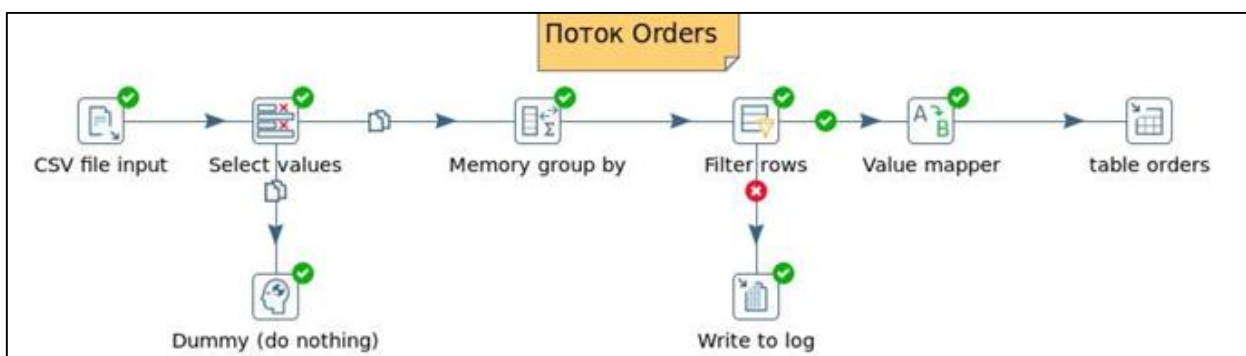 Поток Orders
CSV file input
Select values
Memory group by
Filter rows
Value mapper
table orders
Dummy (do nothing)
Write to log